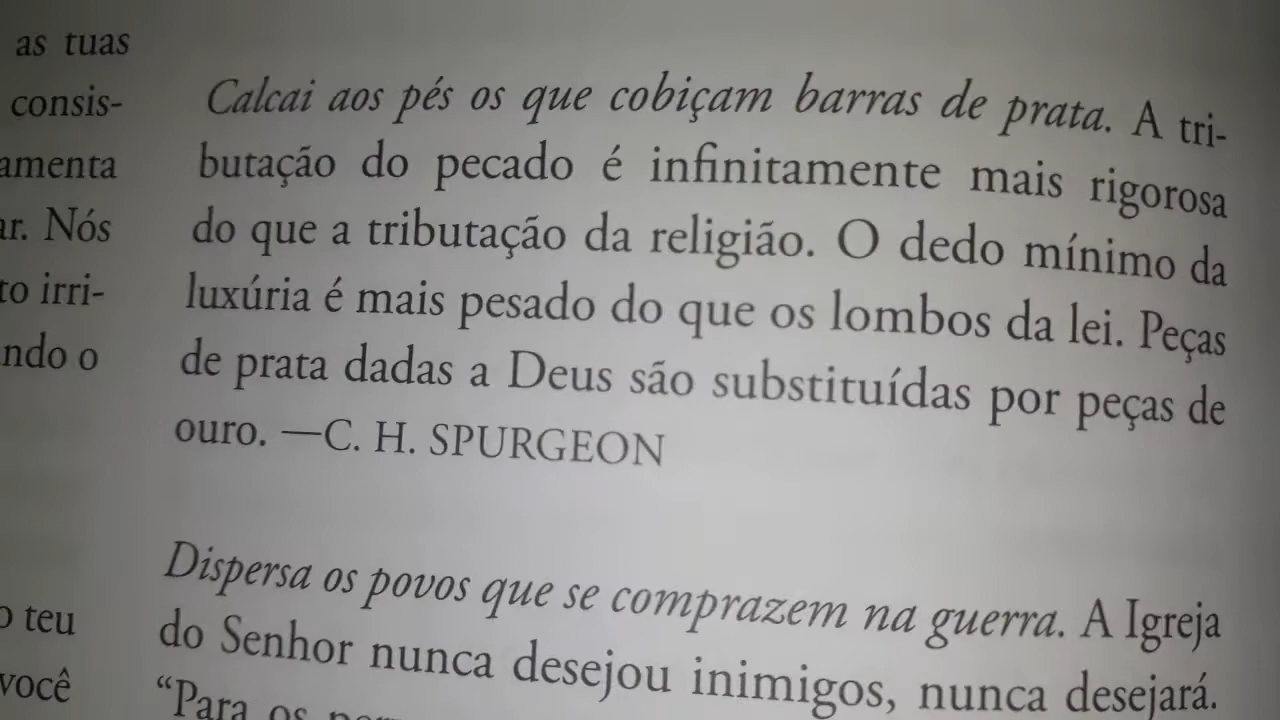 as tuas
consis-
amenta
ar. Nós
to irri-
ndo o
o teu
você
Calcai aos pés os que cobiçam barras de prata. A tri-
butação do pecado é infinitamente mais rigorosa
do que a tributação da religião. O dedo mínimo da
luxúria é mais pesado do que os lombos da lei. Peças
de prata dadas a Deus são substituídas por peças de
ouro. —C. H. SPURGEON
Dispersa os povos que se comprazem na guerra. A Igreja
do Senhor nunca desejou inimigos, nunca desejará.
“Para os